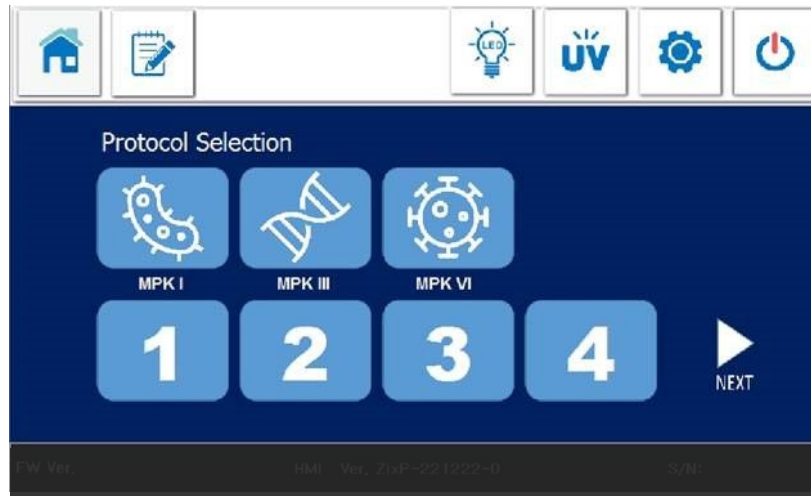 LED
UV
Protocol Selection
MPK I
MPK III
MPK VI
1
2
3
4
NEXT
FW Ver.
HMI Ver. ZixP-221222-0
S/N: